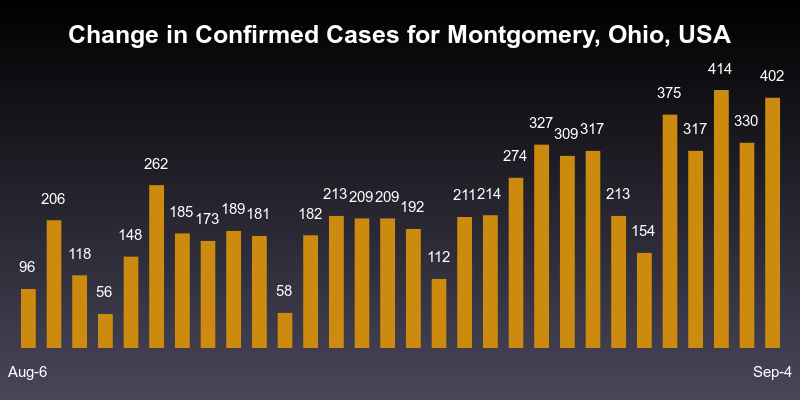 Change in Confirmed Cases for Montgomery, Ohio, USA
96 206 118 56 148 262 185 173 189 181 58 182 213 209 209 192 112 211 214 274 327 309 317 213 154 375 317 414 330 402
Aug-6 Sep-4